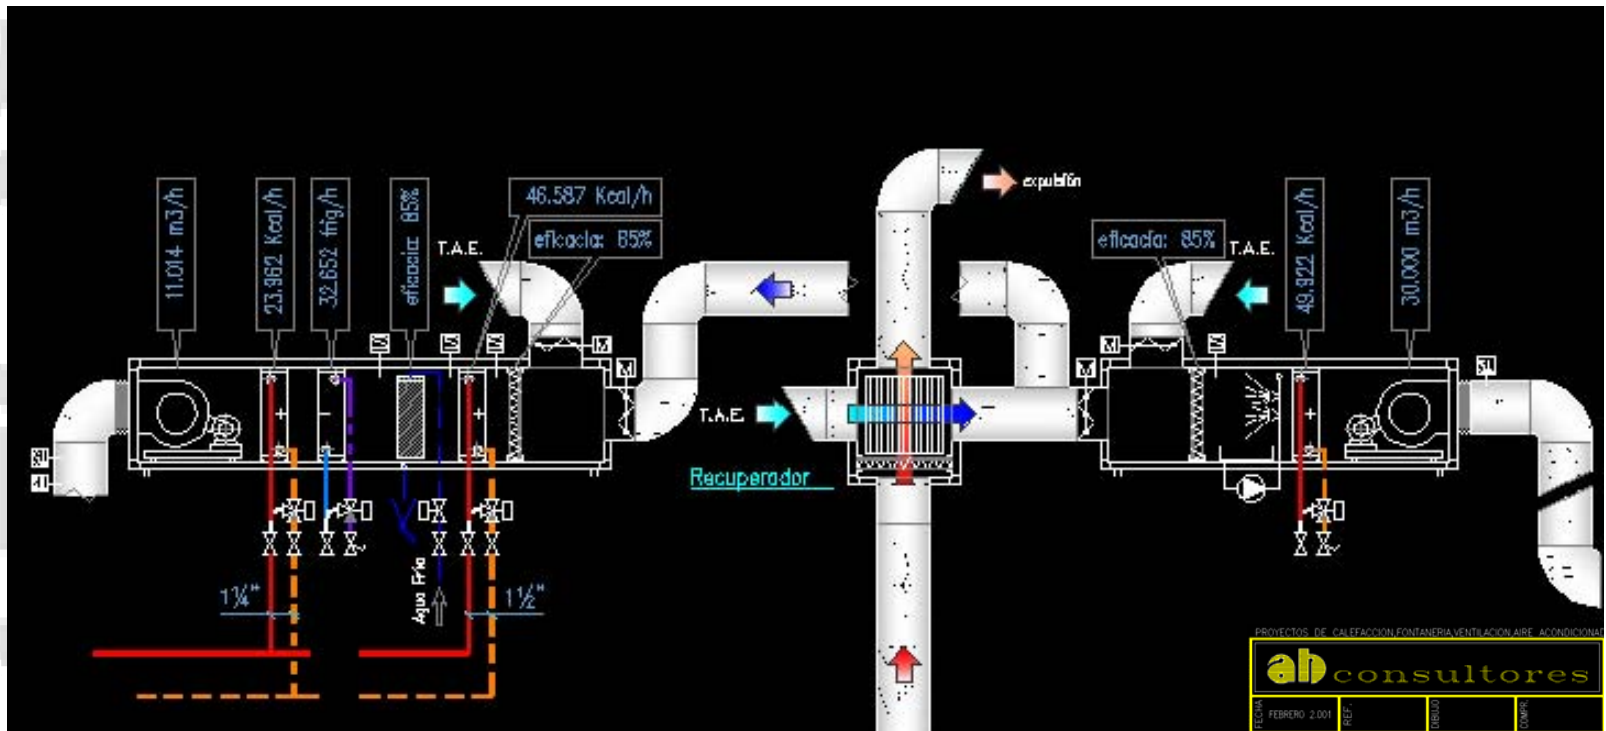 11.014 m3/h
23.962 Kcal/h
32.652 frig/h
eficacia: 85%
46.587 Kcal/h
eficacia: 85%
T.A.E.
expulsión
eficacia: 85%
T.A.E.
49.922 Kcal/h
30.000 m3/h
M
M
M
M
T.A.E.
Recuperador
1¼"
Agua Fría
1½"
PROYECTOS DE CALEFACCION,FONTANERIA,VENTILACION,AIRE ACONDICIONAD
ab consultores
FECHA FEBRERO 2.001
REF.
DIBUJO
COMPR.